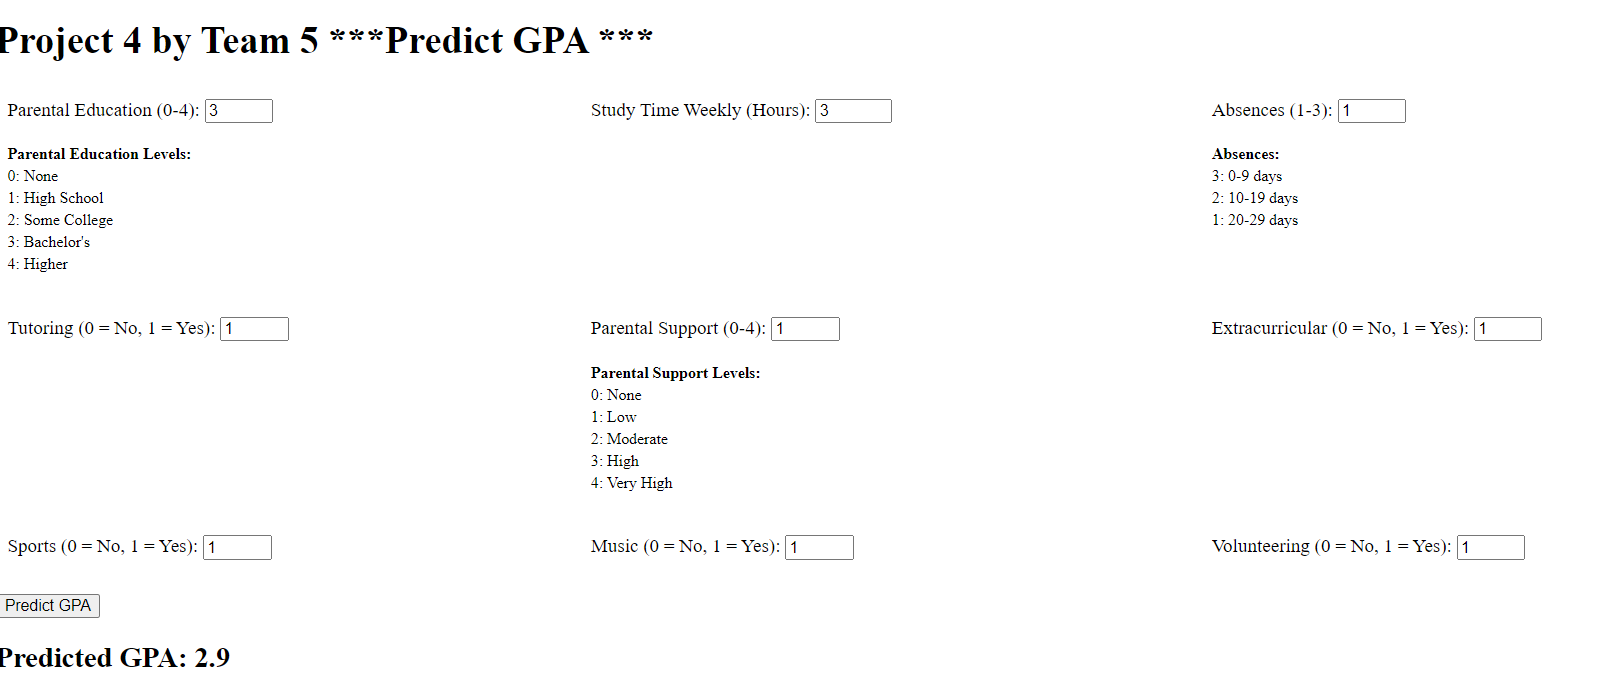 Project 4 by Team 5 ***Predict GPA ***
Parental Education (0-4): 3
Parental Education Levels:
0: None
1: High School
2: Some College
3: Bachelor's
4: Higher
Study Time Weekly (Hours): 3
Absences (1-3): 1
Absences:
3: 0-9 days
2: 10-19 days
1: 20-29 days
Tutoring (0 = No, 1 = Yes): 1
Parental Support (0-4): 1
Parental Support Levels:
0: None
1: Low
2: Moderate
3: High
4: Very High
Extracurricular (0 = No, 1 = Yes): 1
Sports (0 = No, 1 = Yes): 1
Music (0 = No, 1 = Yes): 1
Volunteering (0 = No, 1 = Yes): 1
Predict GPA
Predicted GPA: 2.9